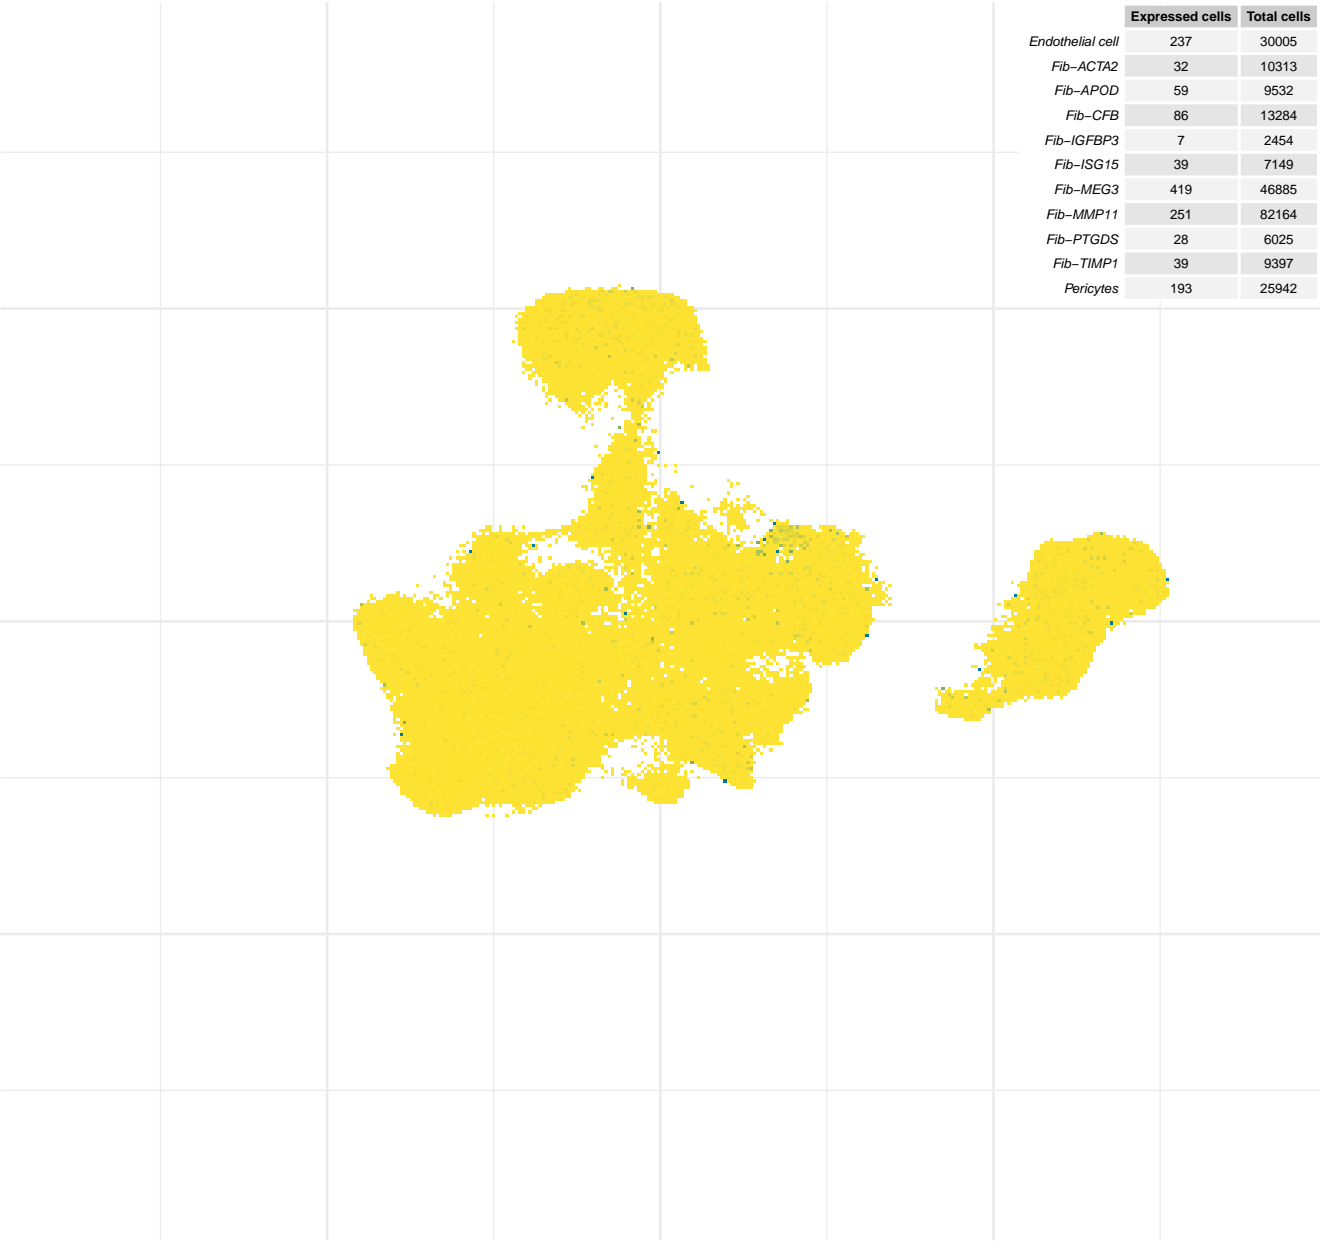 Expressed cells Total cells
Endothelial cell 237 30005
Fib−ACTA2 32 10313
Fib−APOD 59 9532
Fib−CFB 86 13284
Fib−IGFBP3 7 2454
Fib−ISG15 39 7149
Fib−MEG3 419 46885
Fib−MMP11 251 82164
Fib−PTGDS 28 6025
Fib−TIMP1 39 9397
Pericytes 193 25942